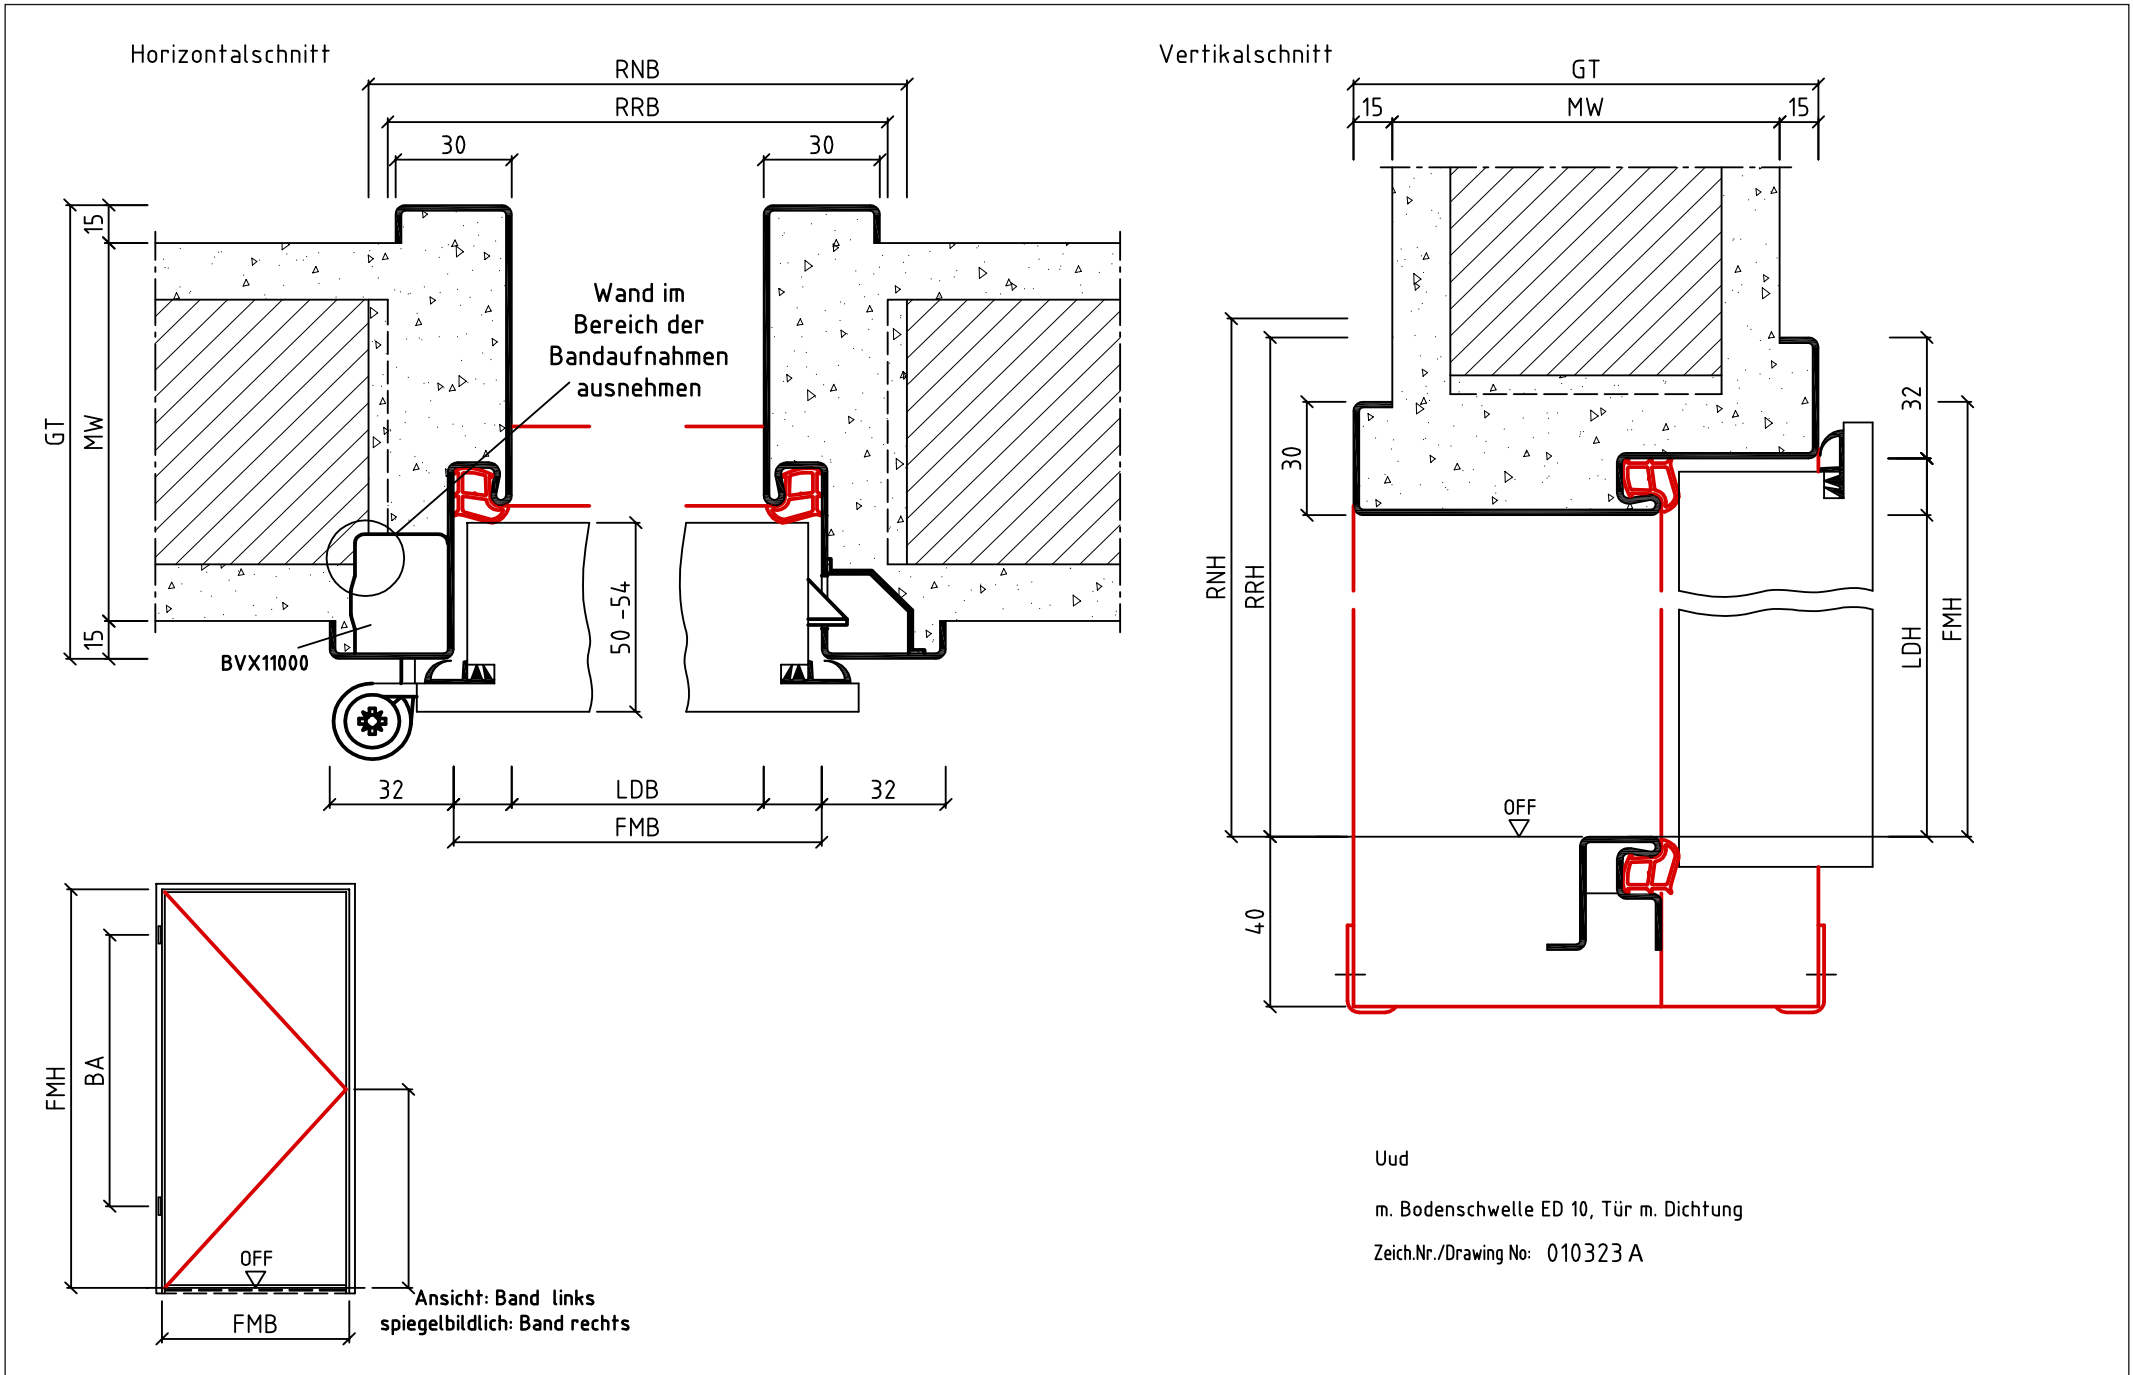 Horizontalschnitt
RNB
RRB
30
30
15
GT
MW
15
Wand im
Bereich der
Bandaufnahmen
ausnehmen
BVX11000
50 -54
32
LDB
32
FMB
Vertikalschnitt
GT
15
MW
15
30
32
RNH
RRH
LDH
FMH
OFF
40
FMH
BA
OFF
FMB
Ansicht: Band links
spiegelbildlich: Band rechts
Uud
m. Bodenschwelle ED 10, Tür m. Dichtung
Zeich.Nr./Drawing No: 010323 A